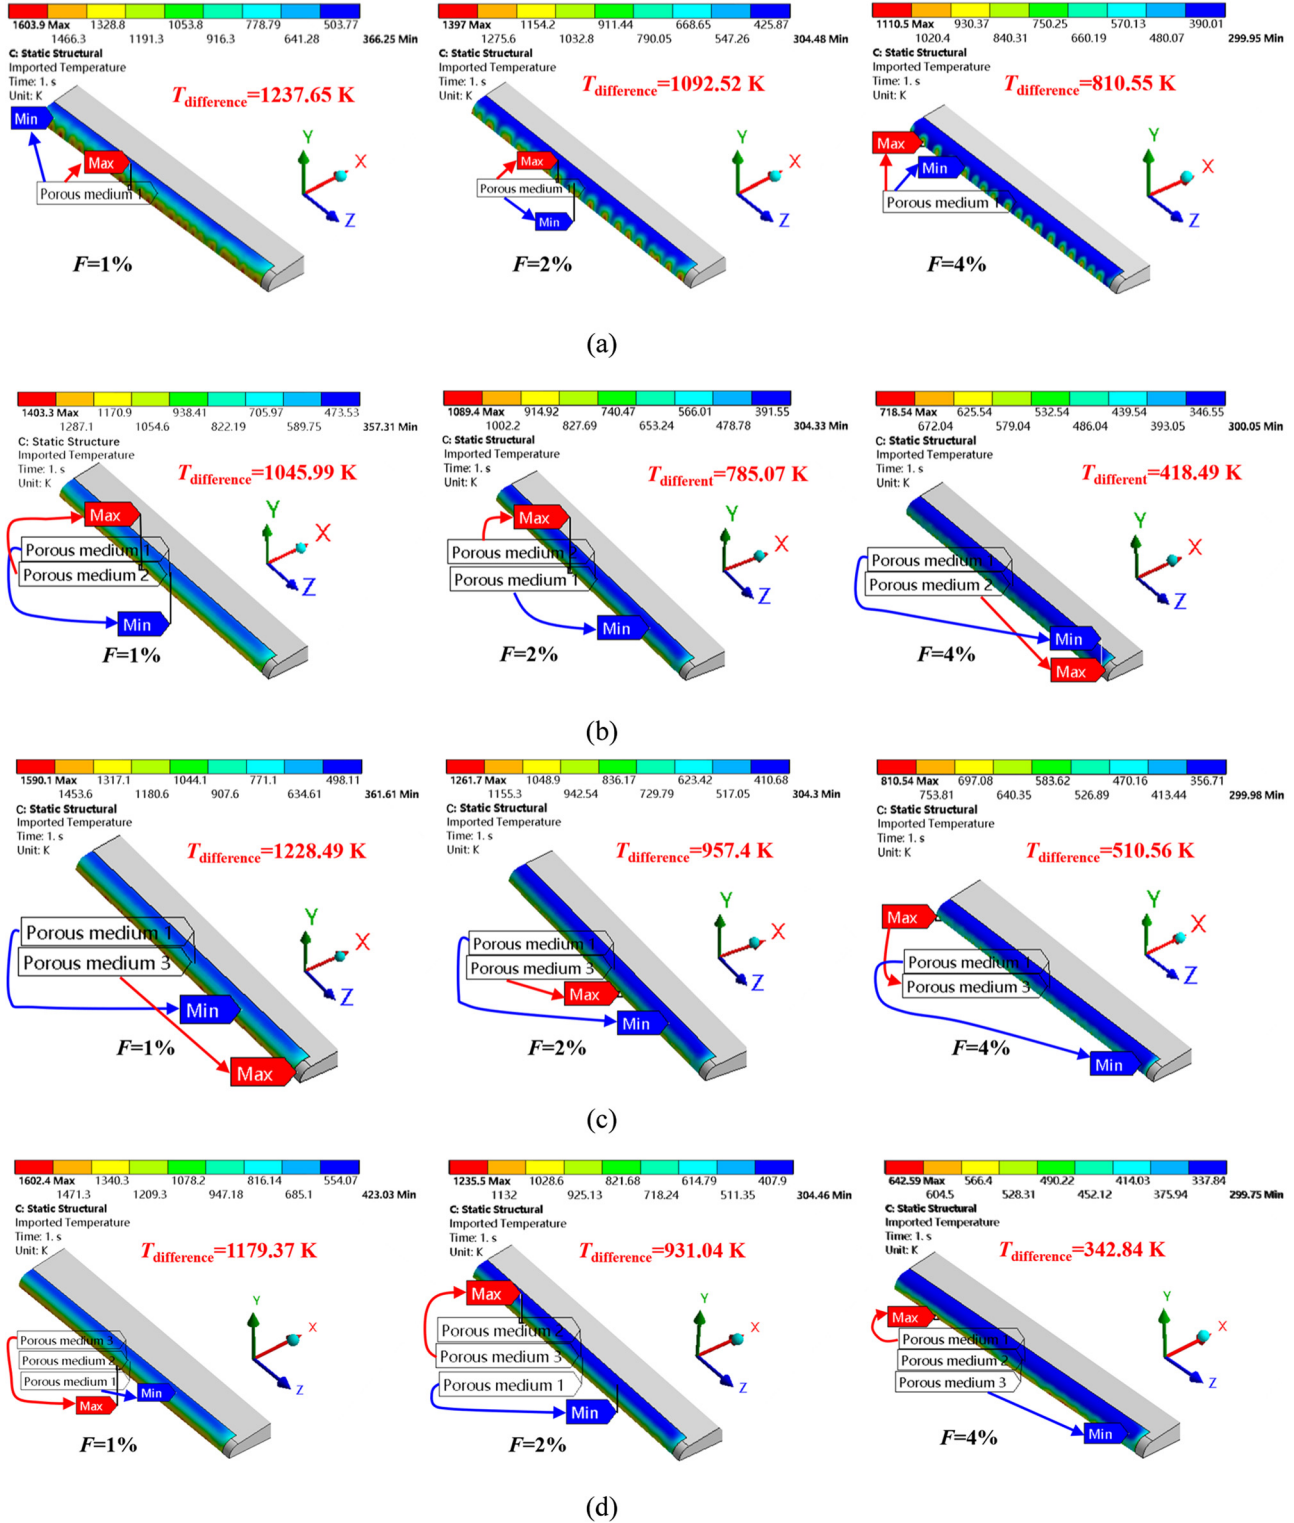 1603.9 Max 1328.8 1053.8 778.79 503.77
1466.3 1191.3 916.3 641.28 366.25 Min
C: Static Structural
Imported Temperature
Time: 1. s
Unit: K
Tdifference=1237.65 K
Min
Max
Porous medium 1
Y
X
Z
F=1%
1397 Max 1154.2 911.44 668.65 425.87
1275.6 1032.8 790.05 547.26 304.48 Min
C: Static Structural
Imported Temperature
Time: 1. s
Unit: K
Tdifference=1092.52 K
Max
Porous medium 1
Min
Y
X
Z
F=2%
1110.5 Max 930.37 750.25 570.13 390.01
1020.4 840.31 660.19 480.07 299.95 Min
C: Static Structural
Imported Temperature
Time: 1. s
Unit: K
Tdifference=810.55 K
Max
Min
Porous medium 1
Y
X
Z
F=4%
(a)
1403.3 Max 1170.9 938.41 705.97 473.53
1287.1 1054.6 822.19 589.75 357.31 Min
C: Static Structure
Imported Temperature
Time: 1. s
Unit: K
Tdifference=1045.99 K
Max
Porous medium 1
Porous medium 2
Min
Y
X
Z
F=1%
1089.4 Max 914.92 740.47 566.01 391.55
1002.2 827.69 653.24 478.78 304.33 Min
C: Static Structural
Imported Temperature
Time: 1. s
Unit: K
Tdifferent=785.07 K
Max
Porous medium 2
Porous medium 1
Min
Y
X
Z
F=2%
718.54 Max 625.54 532.54 439.54 346.55
672.04 579.04 486.04 393.05 300.05 Min
C: Static Structural
Imported Temperature
Time: 1. s
Unit: K
Tdifferent=418.49 K
Porous medium 1
Porous medium 2
Min
Max
Y
X
Z
F=4%
(b)
1590.1 Max 1317.1 1044.1 771.1 498.11
1453.6 1180.6 907.6 634.61 361.61 Min
C: Static Structural
Imported Temperature
Time: 1. s
Unit: K
Tdifference=1228.49 K
Porous medium 1
Porous medium 3
Min
Max
Y
X
Z
F=1%
1261.7 Max 1048.9 836.17 623.42 410.68
1155.3 942.54 729.79 517.05 304.3 Min
C: Static Structural
Imported Temperature
Time: 1. s
Unit: K
Tdifference=957.4 K
Porous medium 1
Porous medium 3
Max
Min
Y
X
Z
F=2%
810.54 Max 697.08 583.62 470.16 356.71
753.81 640.35 526.89 413.44 299.98 Min
C: Static Structural
Imported Temperature
Time: 1. s
Unit: K
Tdifference=510.56 K
Max
Porous medium 1
Porous medium 3
Min
Y
X
Z
F=4%
(c)
1602.4 Max 1340.3 1078.2 816.14 554.07
1471.3 1209.3 947.18 685.1 423.03 Min
C: Static Structural
Imported Temperature
Time: 1. s
Unit: K
Tdifference=1179.37 K
Porous medium 3
Porous medium 2
Porous medium 1
Min
Max
Y
X
Z
F=1%
1235.5 Max 1028.6 821.68 614.79 407.9
1132 925.13 718.24 511.35 304.46 Min
C: Static Structural
Imported Temperature
Time: 1. s
Unit: K
Tdifference=931.04 K
Max
Porous medium 2
Porous medium 3
Porous medium 1
Min
Y
X
Z
F=2%
642.59 Max 566.4 490.22 414.03 337.84
604.5 528.31 452.12 375.94 299.75 Min
C: Static Structural
Imported Temperature
Time: 1. s
Unit: K
Tdifference=342.84 K
Max
Porous medium 1
Porous medium 2
Porous medium 3
Min
Y
X
Z
F=4%
(d)